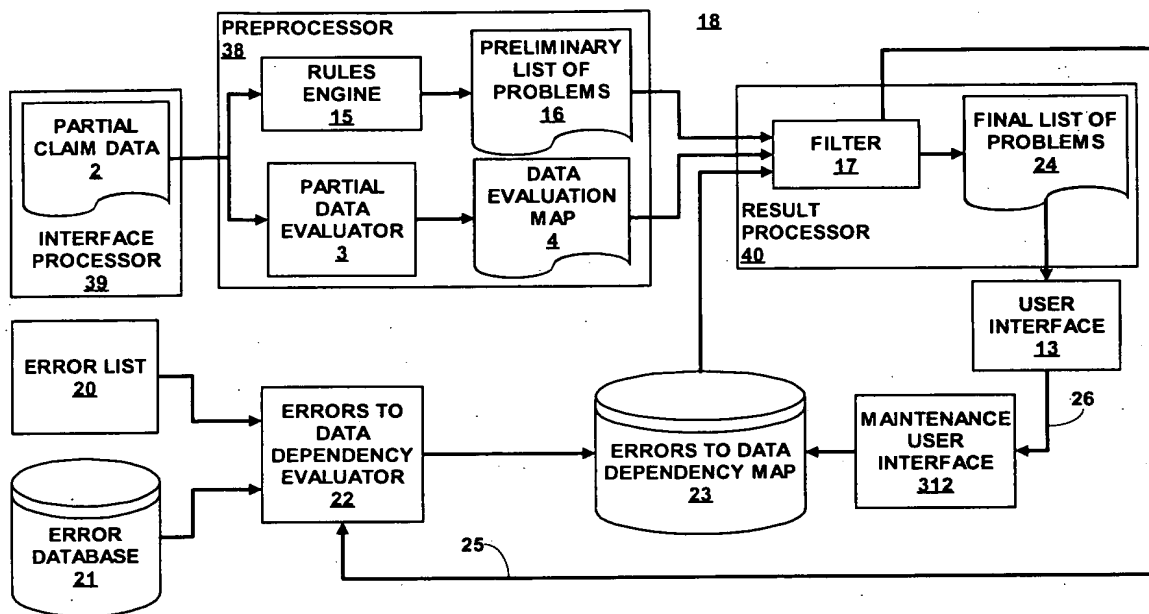 18
PREPROCESSOR
38
RULES
ENGINE
15
PRELIMINARY
LIST OF
PROBLEMS
16
PARTIAL
CLAIM DATA
2
INTERFACE
PROCESSOR
39
PARTIAL
DATA
EVALUATOR
3
DATA
EVALUATION
MAP
4
FILTER
17
FINAL LIST OF
PROBLEMS
24
RESULT
PROCESSOR
40
USER
INTERFACE
13
ERROR LIST
20
ERROR
DATABASE
21
ERRORS TO
DATA
DEPENDENCY
EVALUATOR
22
ERRORS TO DATA
DEPENDENCY MAP
23
MAINTENANCE
USER
INTERFACE
312
26
25